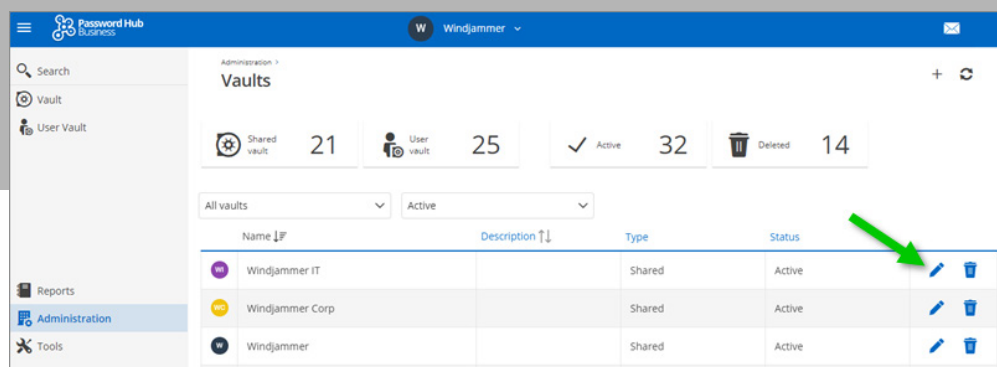 Password Hub
Business
W Windjammer
Search
Vault
User Vault
Reports
Administration
Tools
Administration >
Vaults
Shared vault 21
User vault 25
Active 32
Deleted 14
All vaults Active
Name Description Type Status
WI Windjammer IT Shared Active
WC Windjammer Corp Shared Active
W Windjammer Shared Active